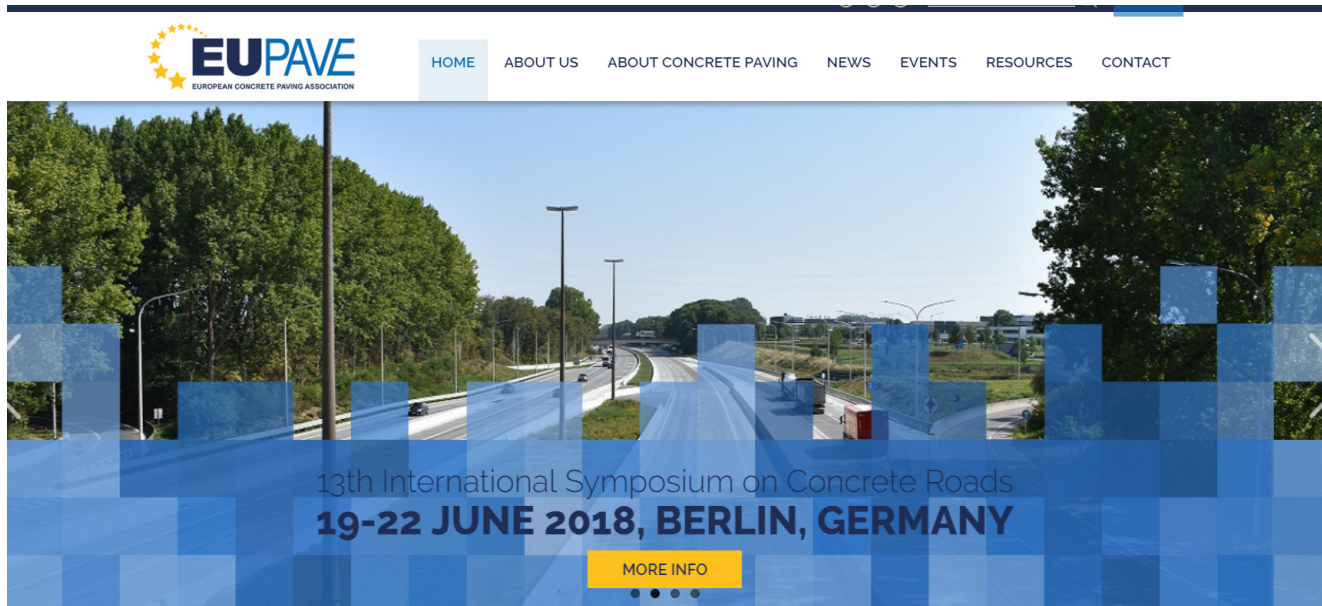 EUPAVE
EUROPEAN CONCRETE PAVING ASSOCIATION
HOME ABOUT US ABOUT CONCRETE PAVING NEWS EVENTS RESOURCES CONTACT
13th International Symposium on Concrete Roads
19-22 JUNE 2018, BERLIN, GERMANY
MORE INFO